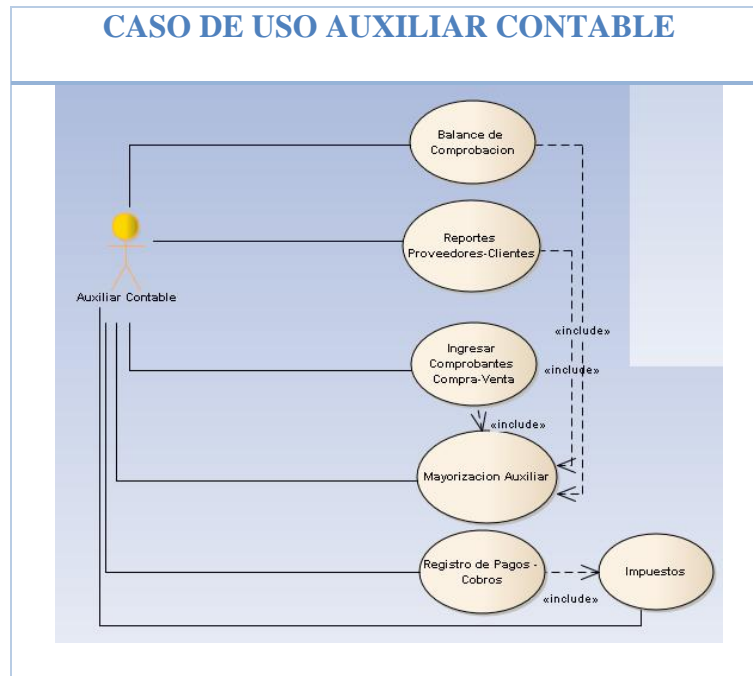 CASO DE USO AUXILIAR CONTABLE
Balance de
Comprobacion
Reportes
Proveedores-Clientes
Auxiliar Contable
«include»
Ingresar
Comprobantes
Compra-Venta
«include»
«include»
Mayorizacion Auxiliar
Registro de Pagos -
Cobros
Impuestos
«include»